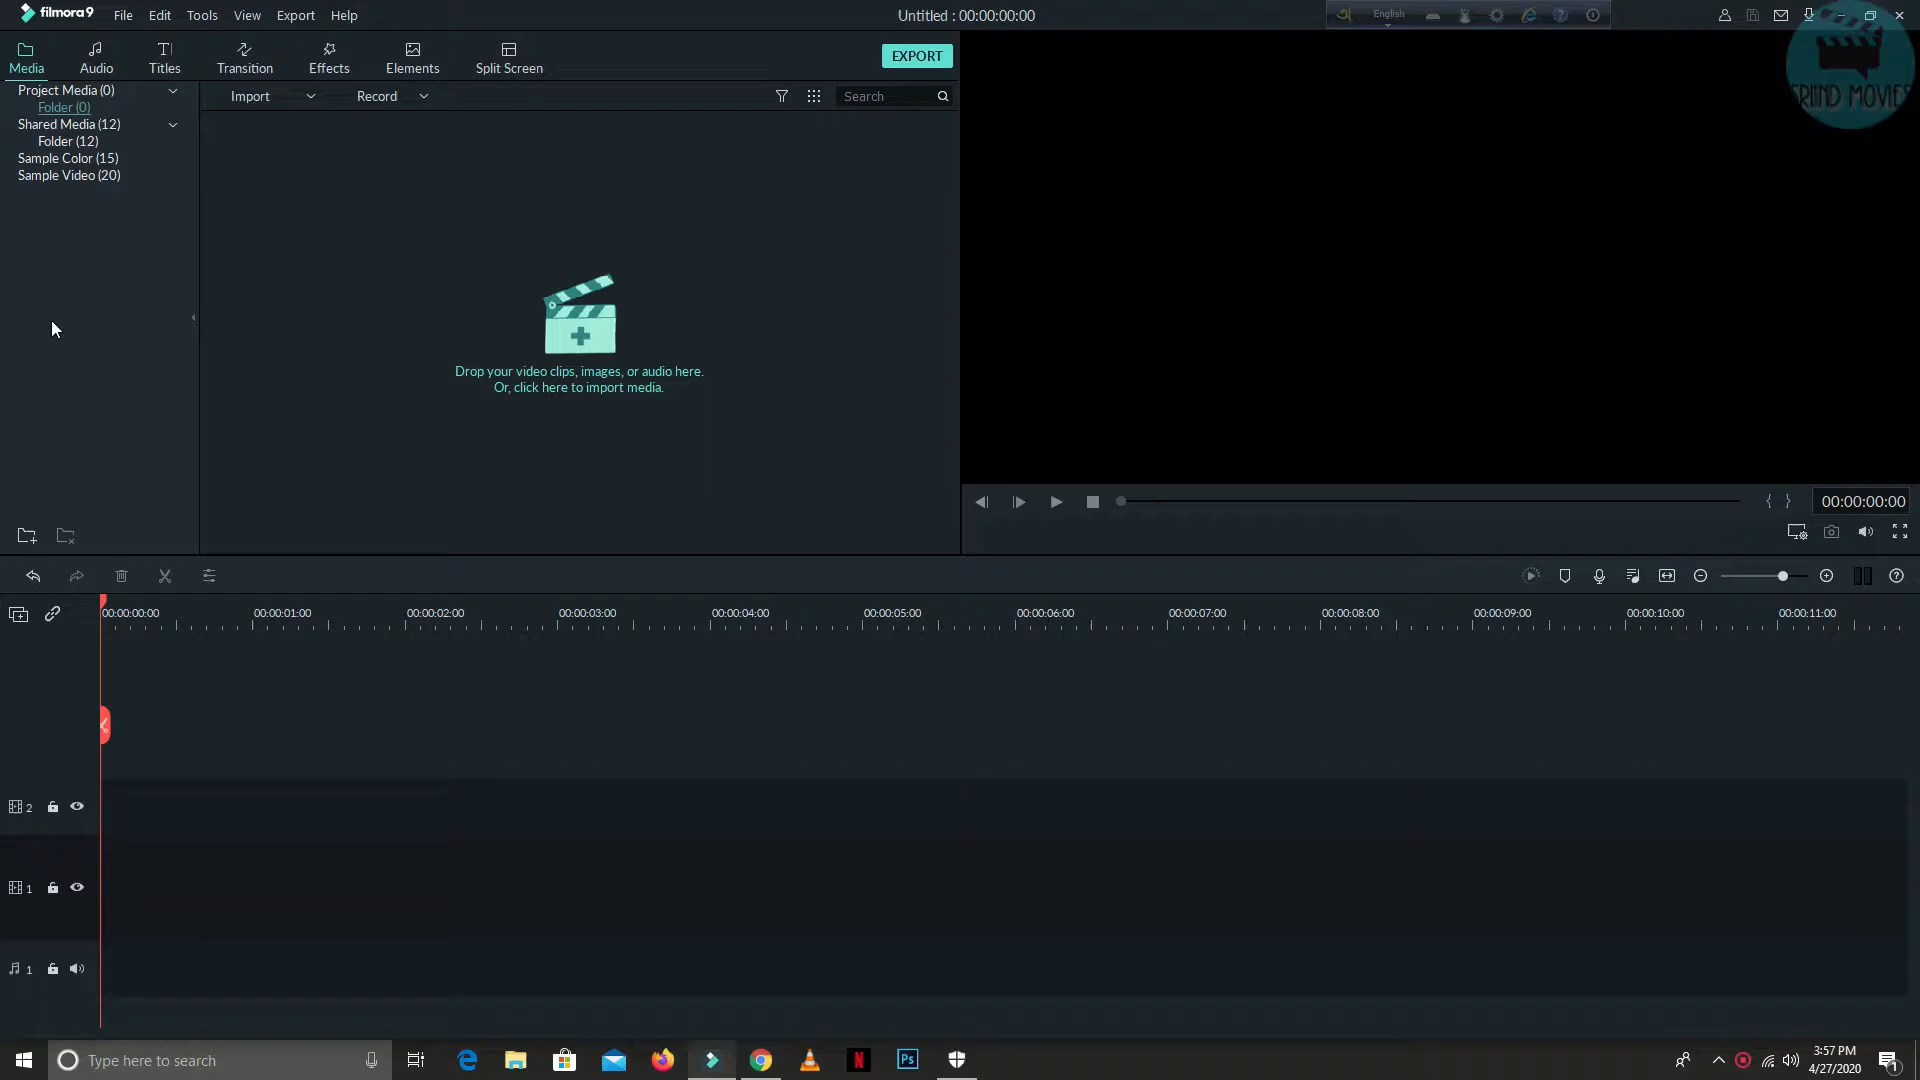 filmora9 File Edit Tools View Export Help
Untitled : 00:00:00:00
English
Media Audio Titles Transition Effects Elements Split Screen
EXPORT
Project Media (0)
Folder (0)
Shared Media (12)
Folder (12)
Sample Color (15)
Sample Video (20)
Import Record
Search
Drop your video clips, images, or audio here.
Or, click here to import media.
MOVIES
00:00:00:00
00:00:00:00 00:00:01:00 00:00:02:00 00:00:03:00 00:00:04:00 00:00:05:00 00:00:06:00 00:00:07:00 00:00:08:00 00:00:09:00 00:00:10:00 00:00:11:00
2
1
1
Type here to search
N
Ps
3:57 PM
4/27/2020
1